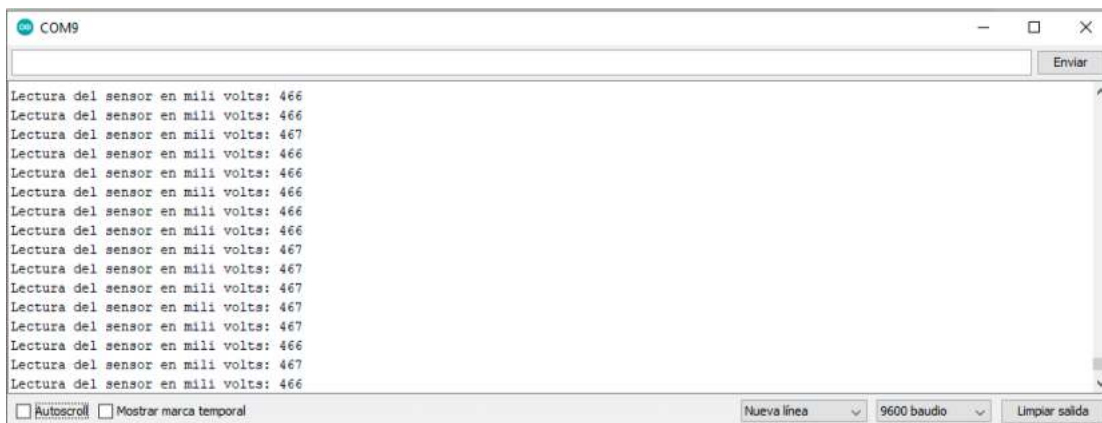 COM9
Enviar
Lectura del sensor en mili volts: 466
Lectura del sensor en mili volts: 466
Lectura del sensor en mili volts: 467
Lectura del sensor en mili volts: 466
Lectura del sensor en mili volts: 466
Lectura del sensor en mili volts: 466
Lectura del sensor en mili volts: 466
Lectura del sensor en mili volts: 466
Lectura del sensor en mili volts: 467
Lectura del sensor en mili volts: 467
Lectura del sensor en mili volts: 467
Lectura del sensor en mili volts: 467
Lectura del sensor en mili volts: 467
Lectura del sensor en mili volts: 466
Lectura del sensor en mili volts: 467
Lectura del sensor en mili volts: 466
Autoscroll Mostrar marca temporal Nueva línea 9600 baudio Limpiar salida